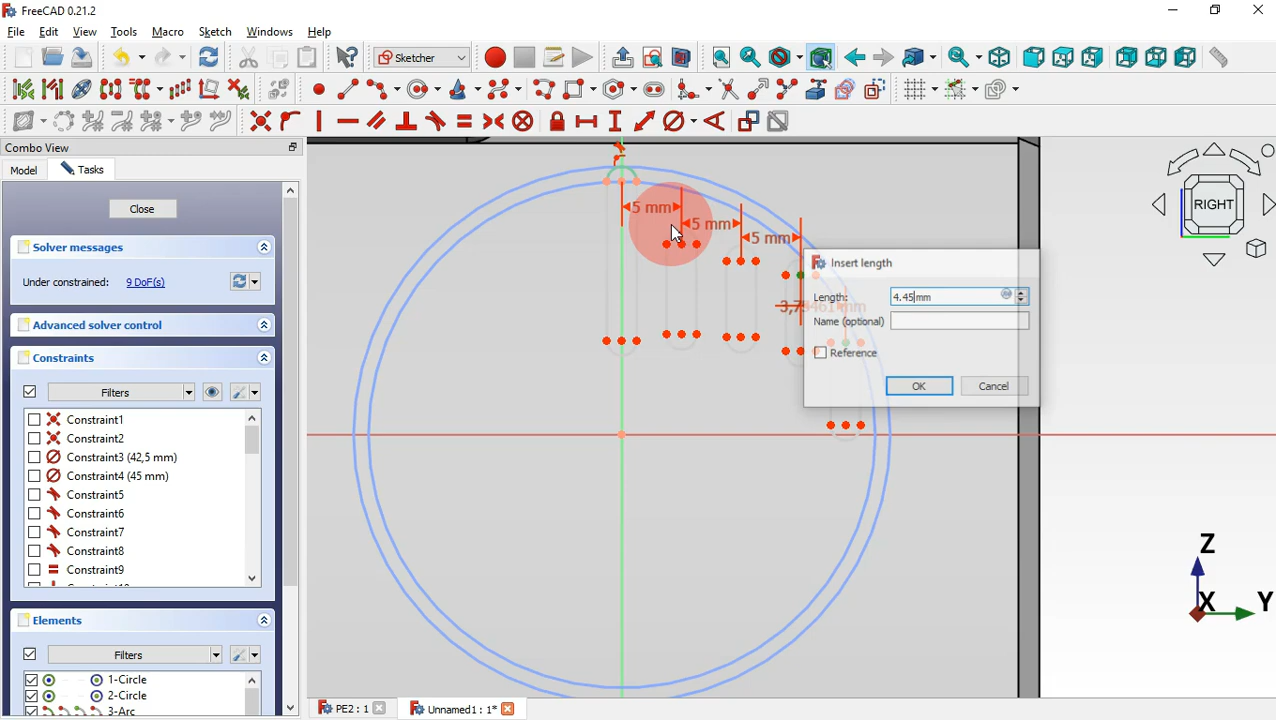 FreeCAD 0.21.2
File Edit View Tools Macro Sketch Windows Help
Sketcher
Combo View
Model Tasks
Close
Solver messages
Under constrained: 9 DoF(s)
Advanced solver control
Constraints
Filters
Constraint1
Constraint2
Constraint3 (42,5 mm)
Constraint4 (45 mm)
Constraint5
Constraint6
Constraint7
Constraint8
Constraint9
Elements
Filters
1-Circle
2-Circle
3-Arc
5 mm
5 mm
5 mm
Insert length
Length: 4.45mm
Name (optional)
Reference
OK Cancel
RIGHT
Z
X Y
PE2 : 1 Unnamed1 : 1*